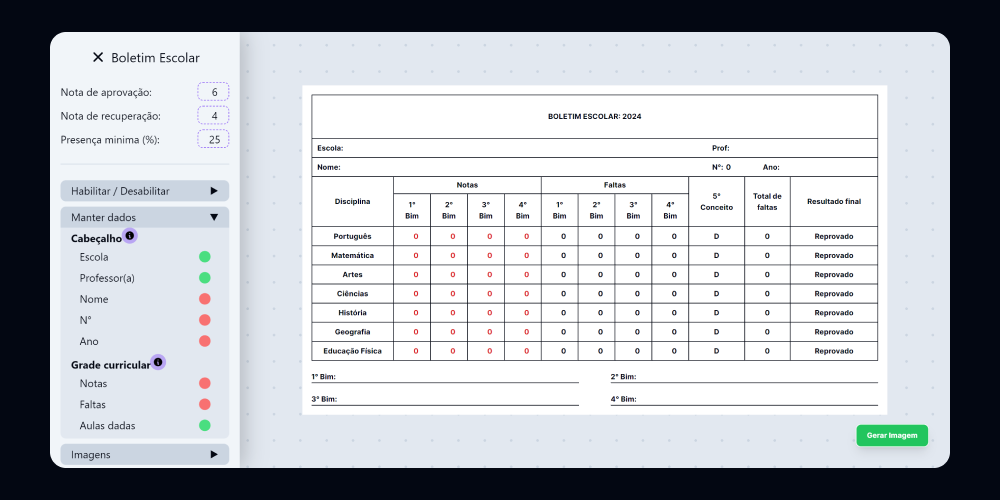 Boletim Escolar
Nota de aprovação: 6
Nota de recuperação: 4
Presença minima (%): 25
Habilitar / Desabilitar
Manter dados
Cabeçalho
Escola
Professor(a)
Nome
N°
Ano
Grade curricular
Notas
Faltas
Aulas dadas
Imagens
BOLETIM ESCOLAR: 2024
Escola: Prof:
Nome: N°: 0 Ano:
Disciplina Notas Faltas 5° Conceito Total de faltas Resultado final
1° Bim 2° Bim 3° Bim 4° Bim 1° Bim 2° Bim 3° Bim 4° Bim
Português 0 0 0 0 0 0 0 0 D 0 Reprovado
Matemática 0 0 0 0 0 0 0 0 D 0 Reprovado
Artes 0 0 0 0 0 0 0 0 D 0 Reprovado
Ciências 0 0 0 0 0 0 0 0 D 0 Reprovado
História 0 0 0 0 0 0 0 0 D 0 Reprovado
Geografia 0 0 0 0 0 0 0 0 D 0 Reprovado
Educação Física 0 0 0 0 0 0 0 0 D 0 Reprovado
1° Bim: 2° Bim:
3° Bim: 4° Bim:
Gerar Imagem